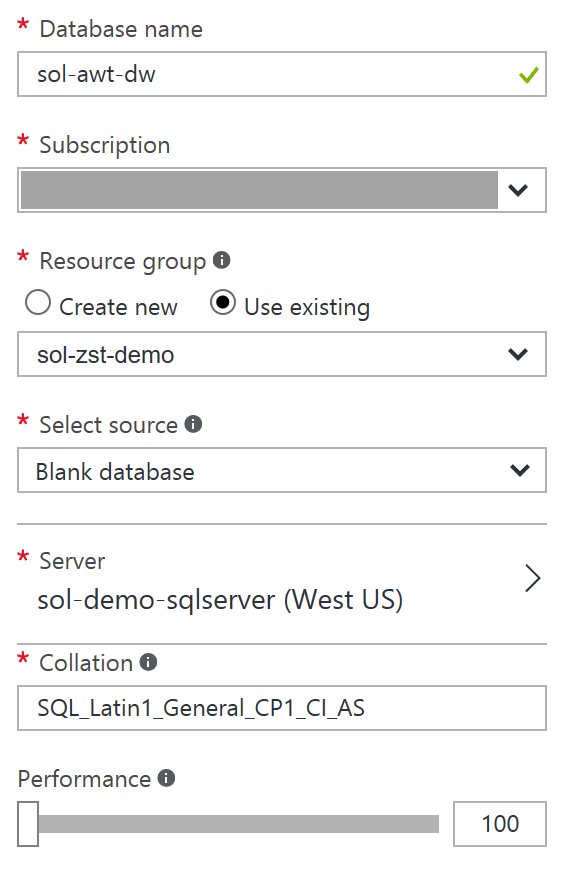 * Database name
sol-awt-dw
* Subscription
* Resource group
Create new Use existing
sol-zst-demo
* Select source
Blank database
* Server
sol-demo-sqlserver (West US)
* Collation
SQL_Latin1_General_CP1_CI_AS
Performance
100